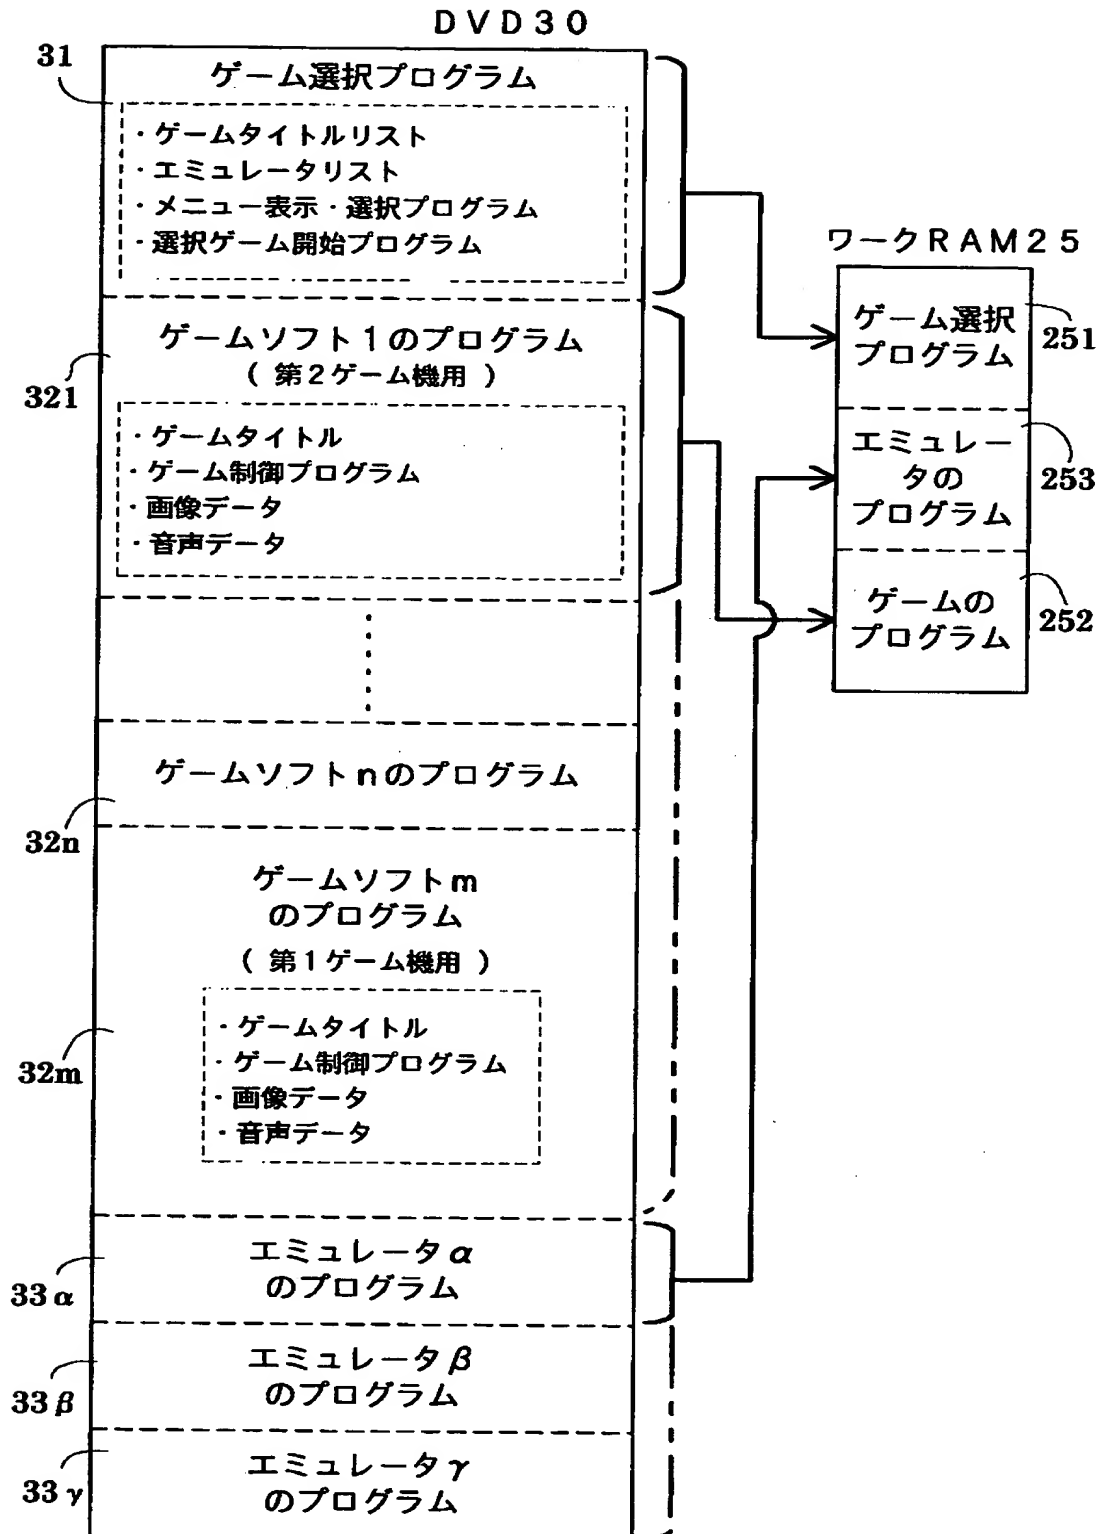 DVD30
31
ゲーム選択プログラム
・ゲームタイトルリスト
・エミュレータリスト
・メニュー表示・選択プログラム
・選択ゲーム開始プログラム
321
ゲームソフト1のプログラム
(第2ゲーム機用)
・ゲームタイトル
・ゲーム制御プログラム
・画像データ
・音声データ
32n
ゲームソフトnのプログラム
32m
ゲームソフトm
のプログラム
(第1ゲーム機用)
・ゲームタイトル
・ゲーム制御プログラム
・画像データ
・音声データ
33α
エミュレータα
のプログラム
33β
エミュレータβ
のプログラム
33γ
エミュレータγ
のプログラム
ワークRAM25
ゲーム選択
プログラム
251
エミュレー
タの
プログラム
253
ゲームの
プログラム
252